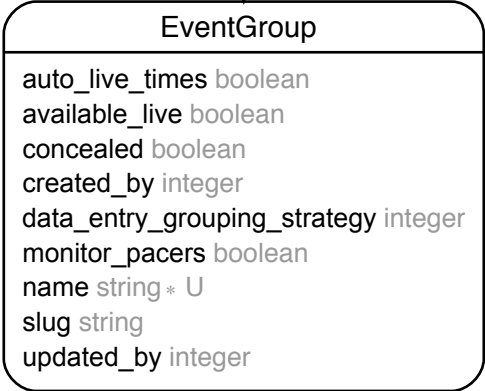 EventGroup
auto_live_times boolean
available_live boolean
concealed boolean
created_by integer
data_entry_grouping_strategy integer
monitor_pacers boolean
name string * U
slug string
updated_by integer